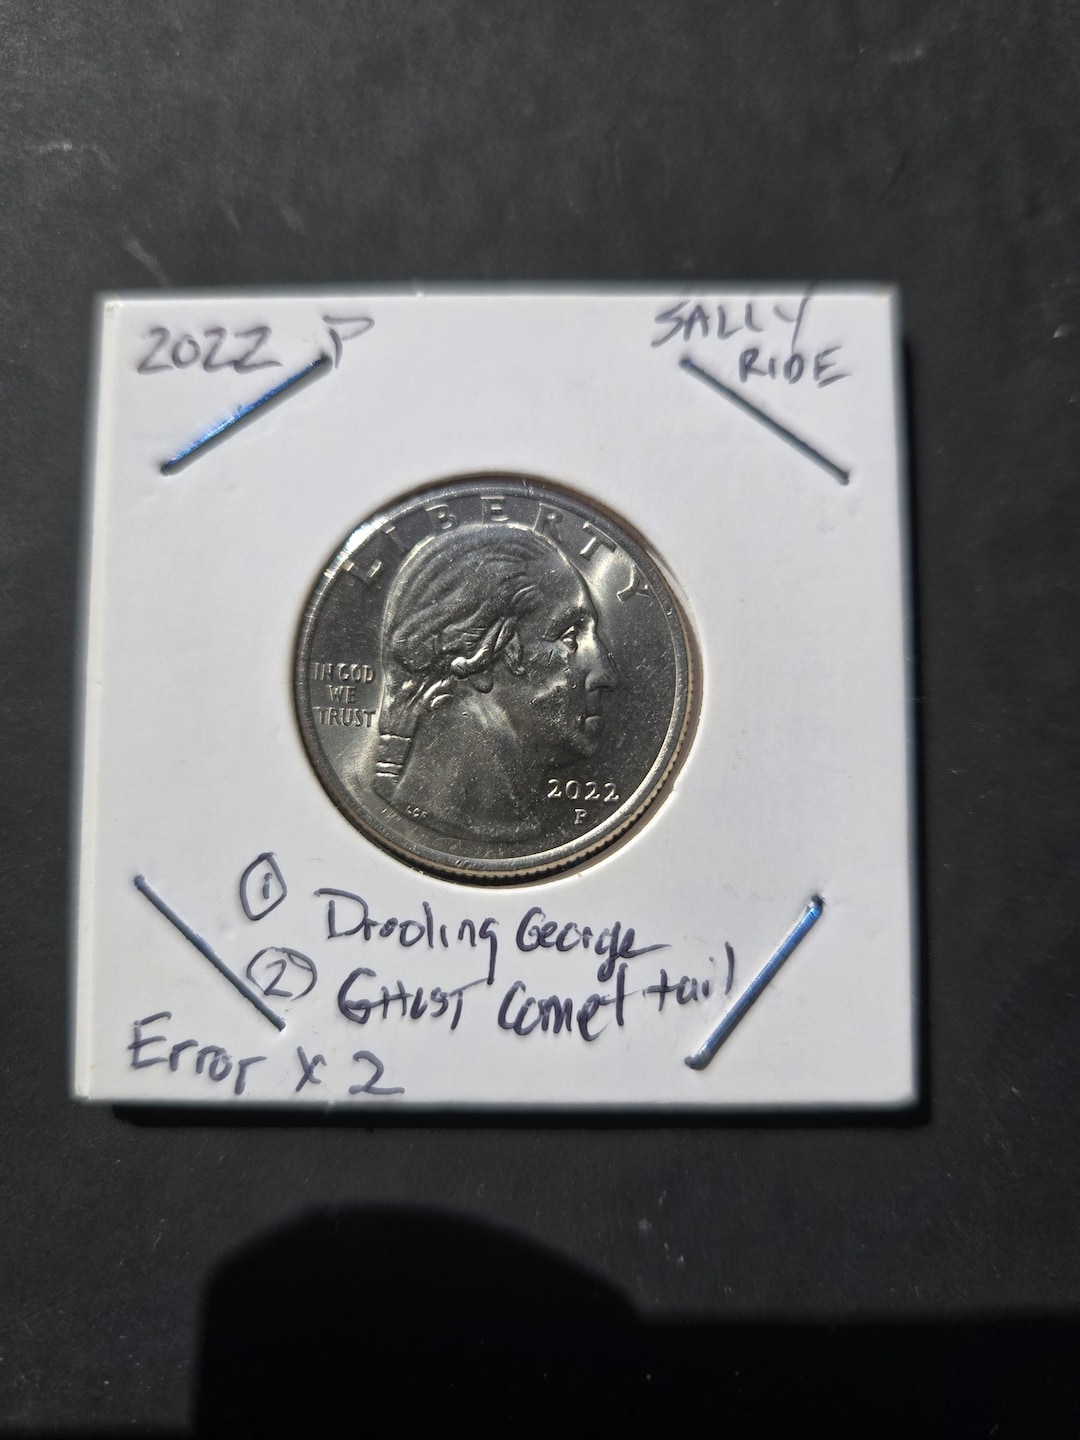 2022 P
SALLY
RIDE
LIBERTY
IN GOD
WE
TRUST
2022
P
① Drooling George
② GHOST Comet tail
Error x 2